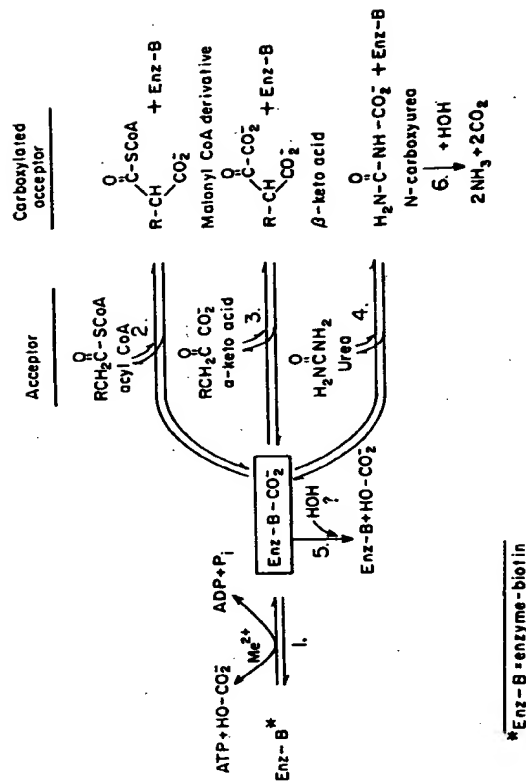 Acceptor
Carboxylated
acceptor
ATP+HO-CO₂⁻
ADP+Pᵢ
Me²⁺
Enz-B*
1.
Enz-B-CO₂⁻
5.
HOH
?
Enz-B+HO-CO₂⁻
O
RCH₂C-SCoA
acyl CoA
2.
O
C-SCoA
R-CH
CO₂⁻
+ Enz-B
Malonyl CoA derivative
O
RCH₂C CO₂⁻
α-keto acid
3.
O
C-CO₂⁻
R-CH
CO₂⁻
+ Enz-B
β-keto acid
O
H₂NCNH₂
Urea
4.
O
H₂N-C-NH-CO₂⁻ + Enz-B
N-carboxyurea
6.
+HOH
2NH₃+2CO₂
*Enz-B=enzyme-biotin